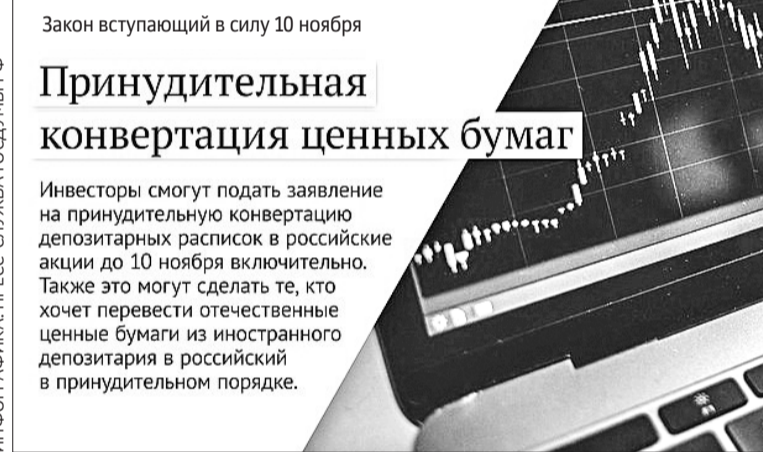 Закон вступающий в силу 10 ноября
Принудительная
конвертация ценных бумаг
Инвесторы смогут подать заявление
на принудительную конвертацию
депозитарных расписок в российские
акции до 10 ноября включительно.
Также это могут сделать те, кто
хочет перевести отечественные
ценные бумаги из иностранного
депозитария в российский
в принудительном порядке.